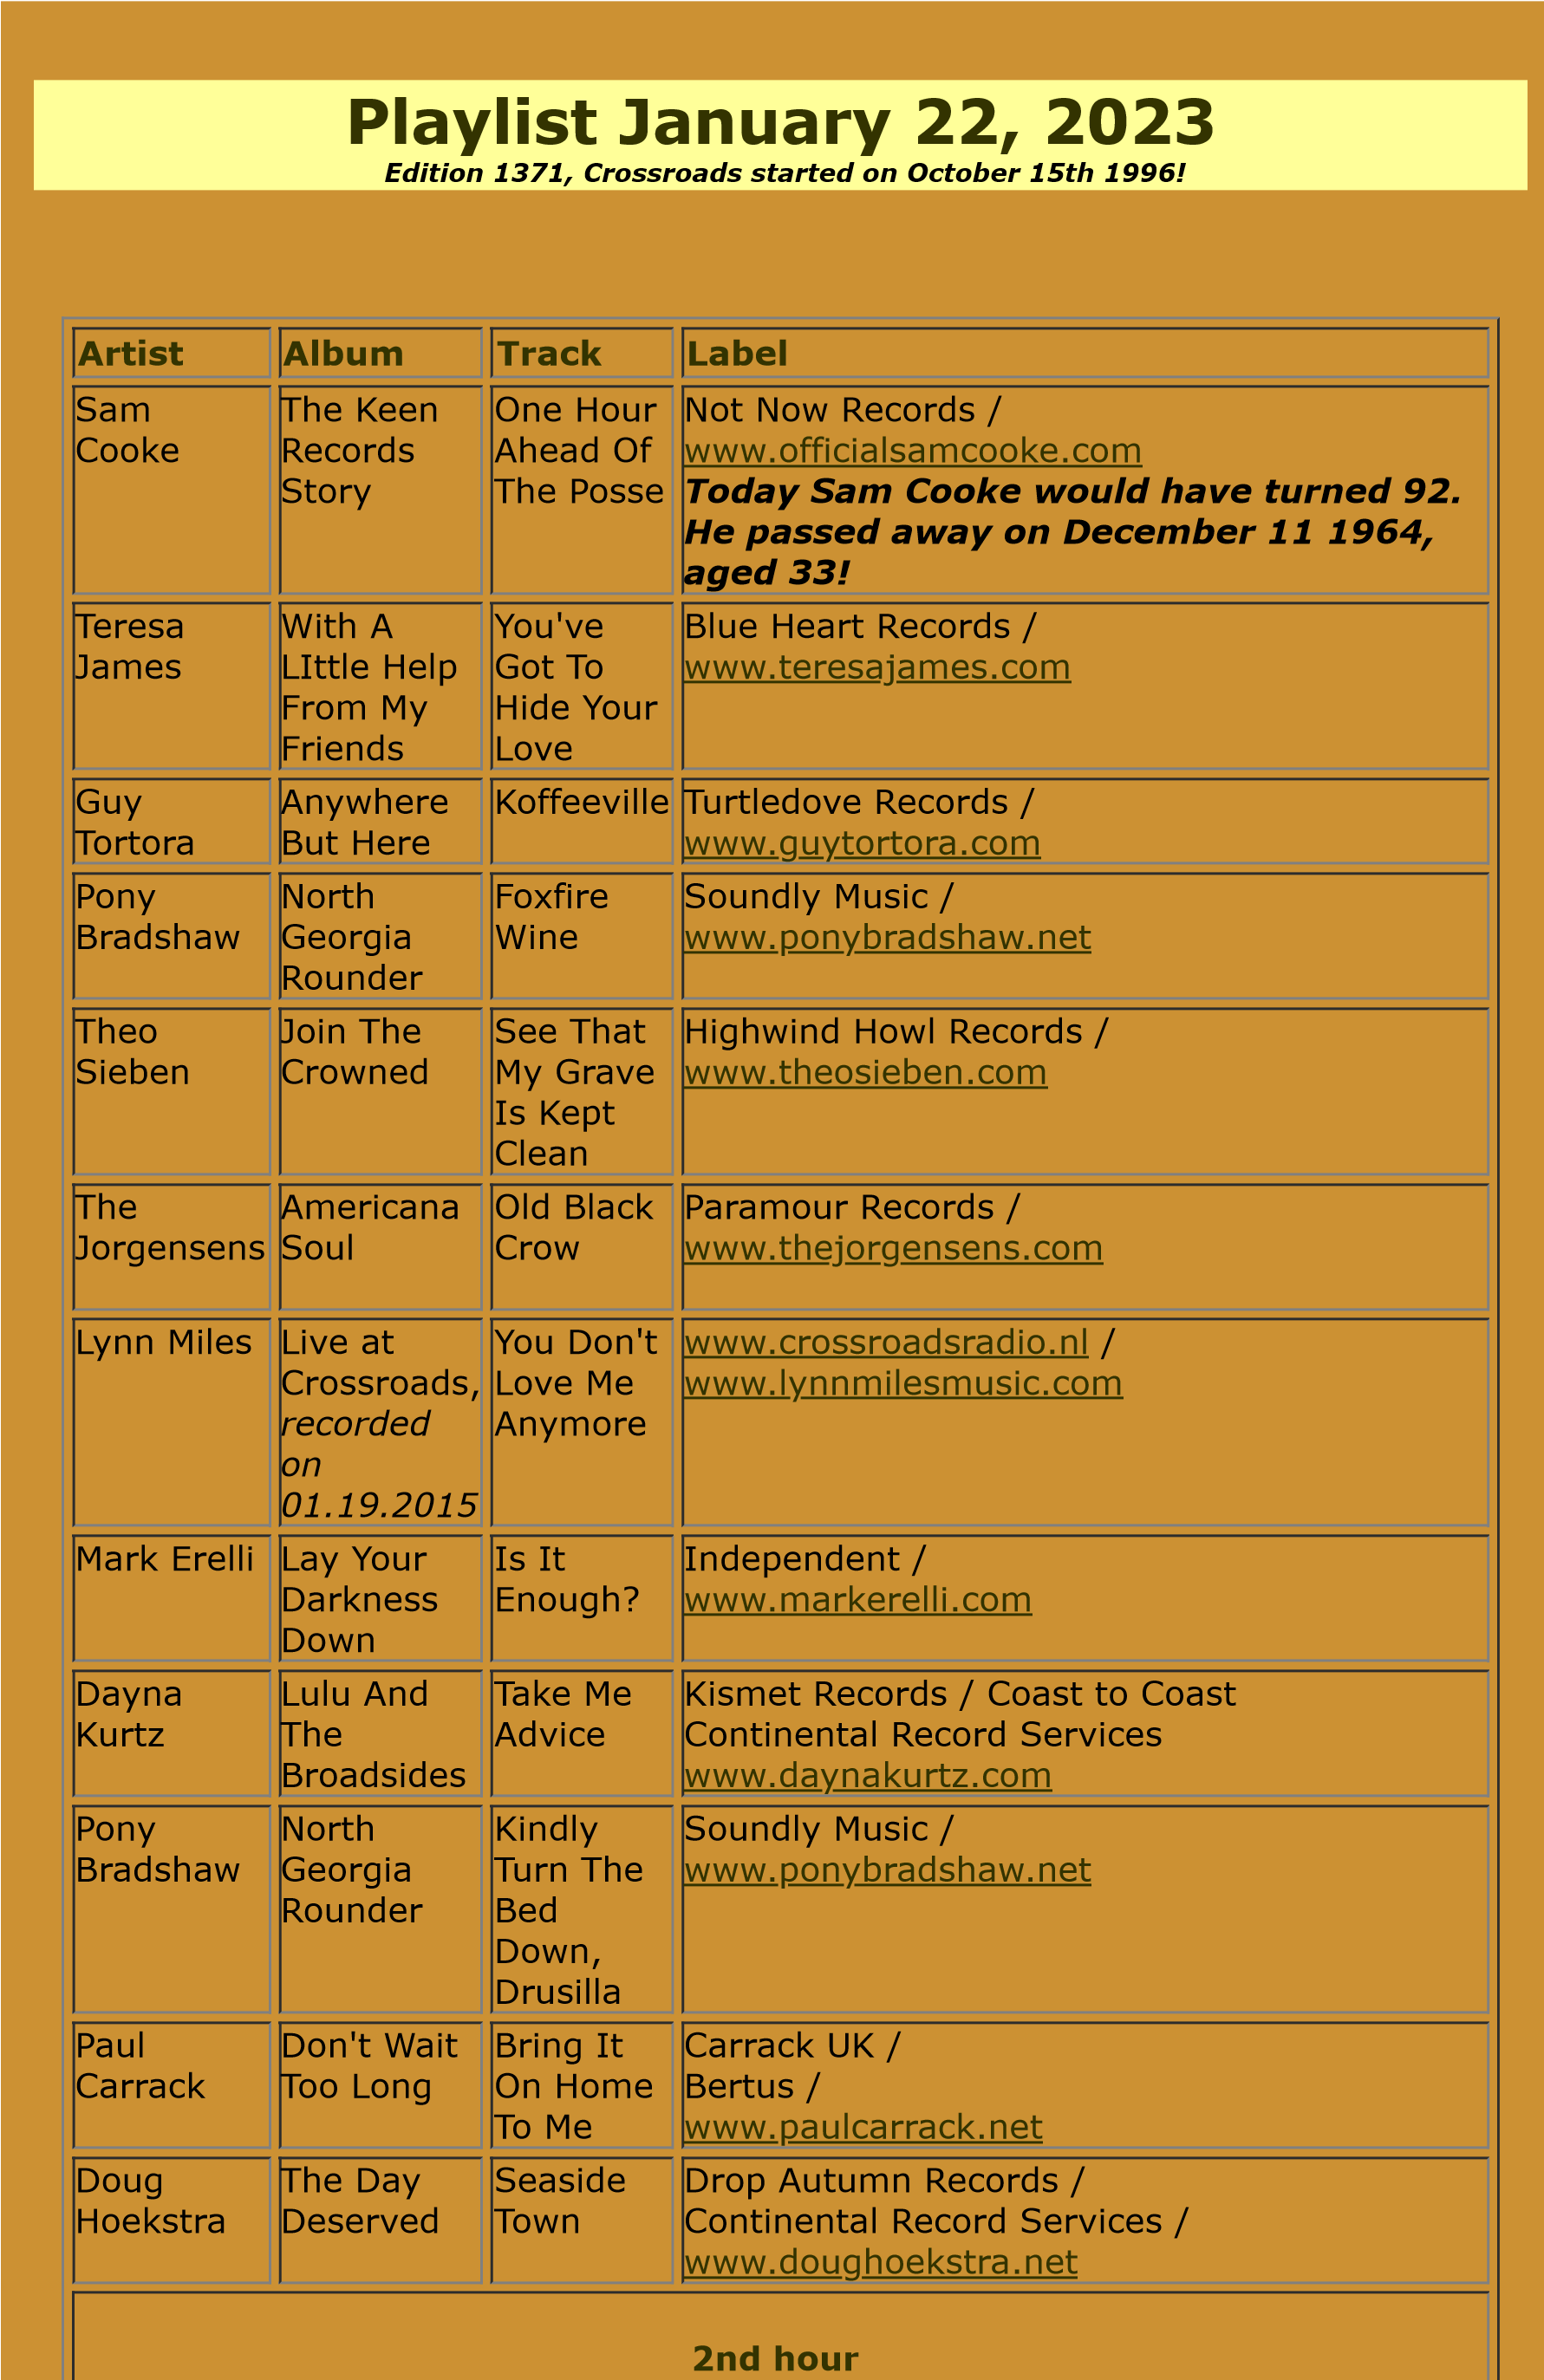 Playlist January 22, 2023
Edition 1371, Crossroads started on October 15th 1996!
Artist
Album
Track
Label
Sam
Cooke
The Keen
Records
Story
One Hour
Ahead Of
The Posse
Not Now Records /
www.officialsamcooke.com
Today Sam Cooke would have turned 92.
He passed away on December 11 1964,
aged 33!
Teresa
James
With A
LIttle Help
From My
Friends
You've
Got To
Hide Your
Love
Blue Heart Records /
www.teresajames.com
Guy
Tortora
Anywhere
But Here
Koffeeville
Turtledove Records /
www.guytortora.com
Pony
Bradshaw
North
Georgia
Rounder
Foxfire
Wine
Soundly Music /
www.ponybradshaw.net
Theo
Sieben
Join The
Crowned
See That
My Grave
Is Kept
Clean
Highwind Howl Records /
www.theosieben.com
The
Jorgensens
Americana
Soul
Old Black
Crow
Paramour Records /
www.thejorgensens.com
Lynn Miles
Live at
Crossroads,
recorded
on
01.19.2015
You Don't
Love Me
Anymore
www.crossroadsradio.nl /
www.lynnmilesmusic.com
Mark Erelli
Lay Your
Darkness
Down
Is It
Enough?
Independent /
www.markerelli.com
Dayna
Kurtz
Lulu And
The
Broadsides
Take Me
Advice
Kismet Records / Coast to Coast
Continental Record Services
www.daynakurtz.com
Pony
Bradshaw
North
Georgia
Rounder
Kindly
Turn The
Bed
Down,
Drusilla
Soundly Music /
www.ponybradshaw.net
Paul
Carrack
Don't Wait
Too Long
Bring It
On Home
To Me
Carrack UK /
Bertus /
www.paulcarrack.net
Doug
Hoekstra
The Day
Deserved
Seaside
Town
Drop Autumn Records /
Continental Record Services /
www.doughoekstra.net
2nd hour